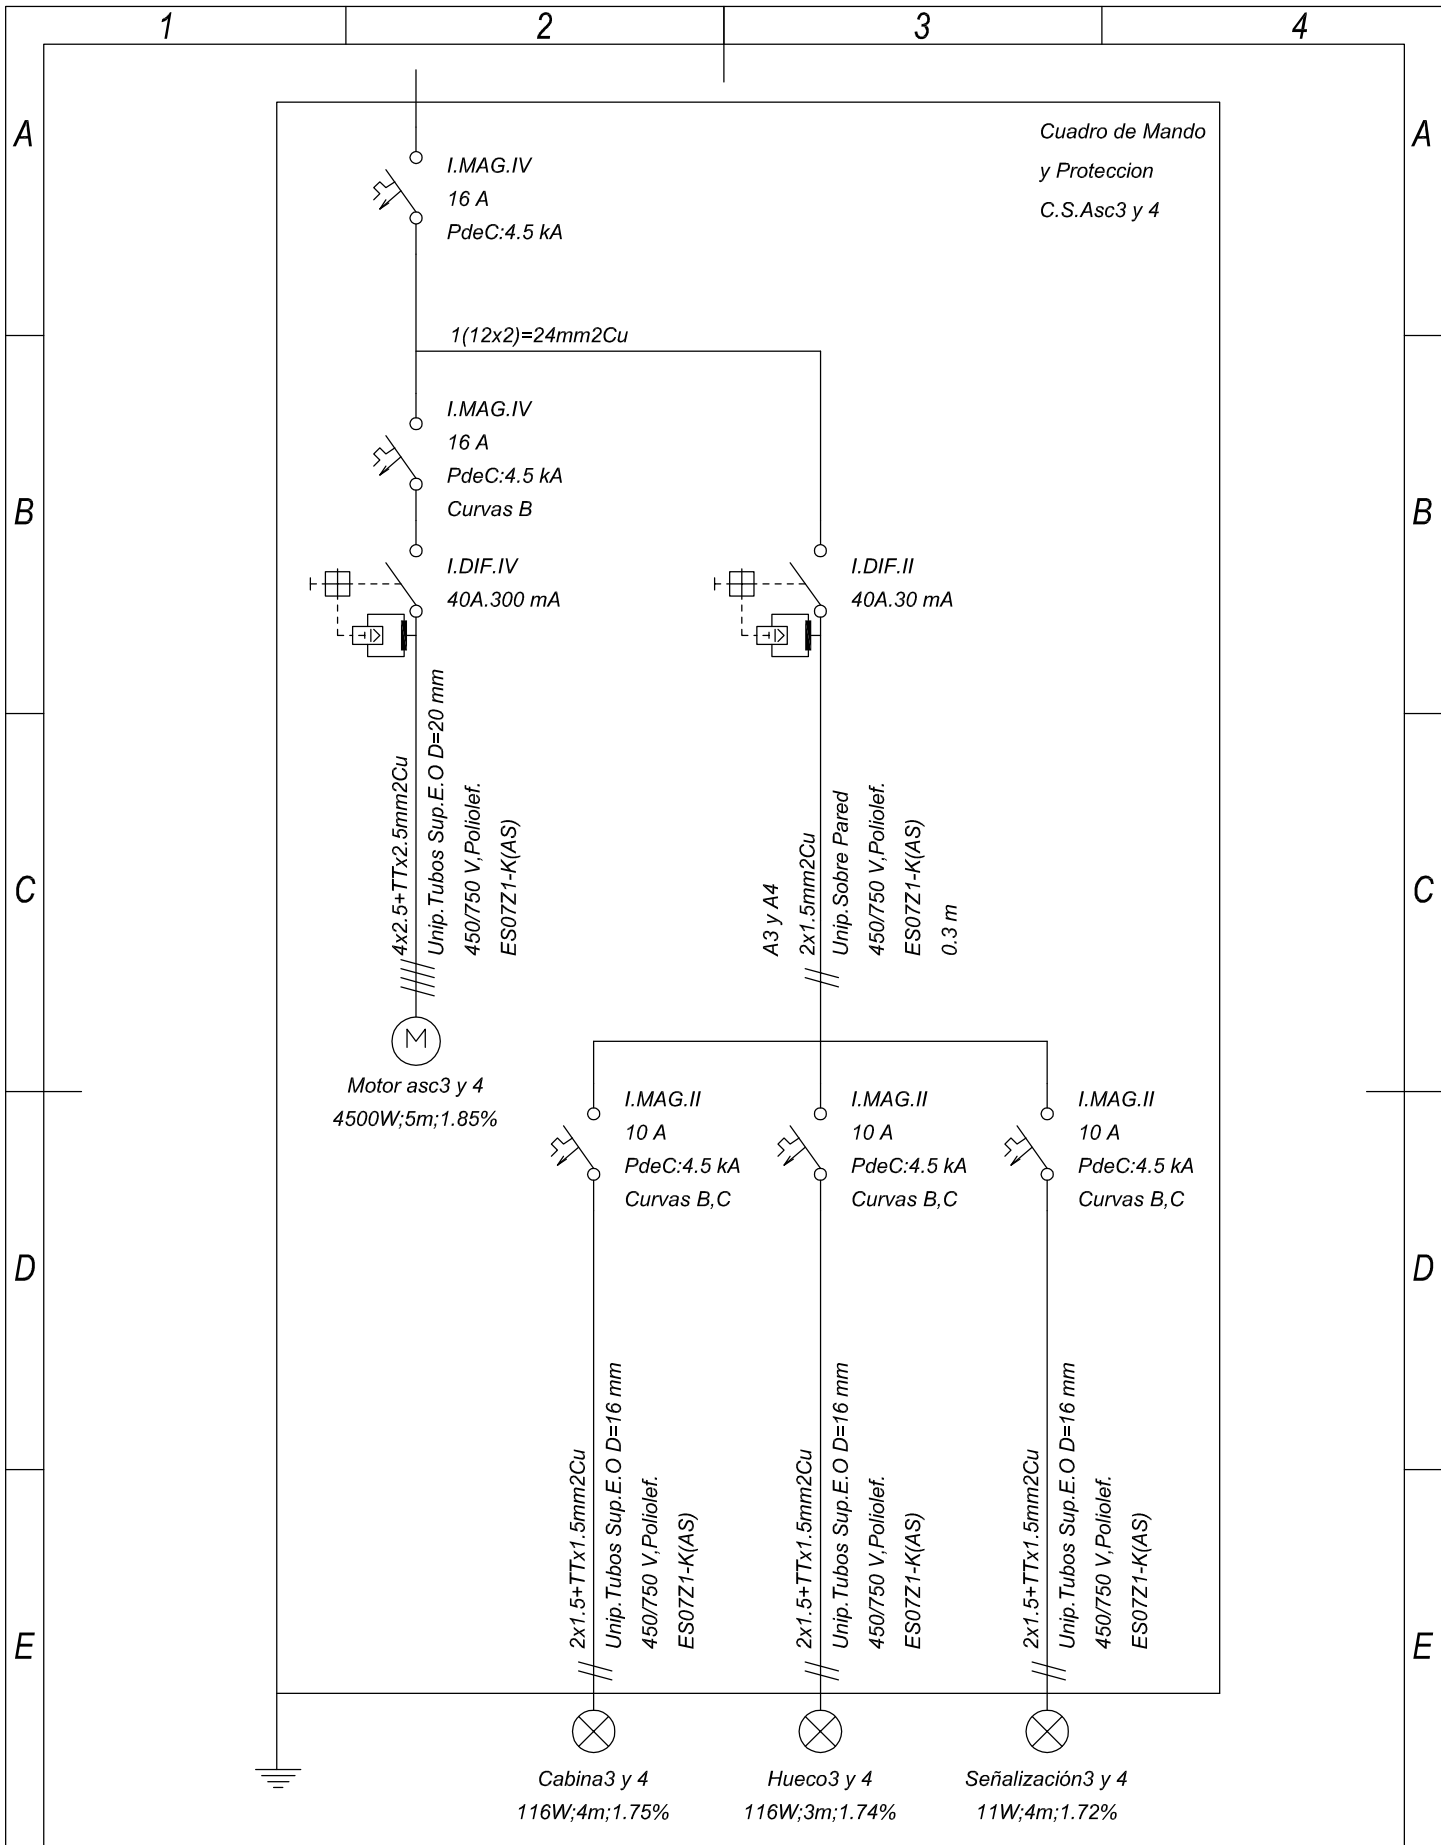 1
2
3
4
A
A
Cuadro de Mando
y Proteccion
C.S.Asc3 y 4
I.MAG.IV
16 A
PdeC:4.5 kA
1(12x2)=24mm2Cu
I.MAG.IV
16 A
PdeC:4.5 kA
Curvas B
B
B
I.DIF.IV
40A.300 mA
I.DIF.II
40A.30 mA
4x2.5+TTx2.5mm2Cu
Unip.Tubos Sup.E.O D=20 mm
450/750 V,Poliolef.
ES07Z1-K(AS)
A3 y A4
2x1.5mm2Cu
Unip.Sobre Pared
450/750 V,Poliolef.
ES07Z1-K(AS)
0.3 m
C
C
M
Motor asc3 y 4
4500W;5m;1.85%
I.MAG.II
10 A
PdeC:4.5 kA
Curvas B,C
I.MAG.II
10 A
PdeC:4.5 kA
Curvas B,C
I.MAG.II
10 A
PdeC:4.5 kA
Curvas B,C
D
D
2x1.5+TTx1.5mm2Cu
Unip.Tubos Sup.E.O D=16 mm
450/750 V,Poliolef.
ES07Z1-K(AS)
2x1.5+TTx1.5mm2Cu
Unip.Tubos Sup.E.O D=16 mm
450/750 V,Poliolef.
ES07Z1-K(AS)
2x1.5+TTx1.5mm2Cu
Unip.Tubos Sup.E.O D=16 mm
450/750 V,Poliolef.
ES07Z1-K(AS)
E
E
Cabina3 y 4
116W;4m;1.75%
Hueco3 y 4
116W;3m;1.74%
Señalización3 y 4
11W;4m;1.72%